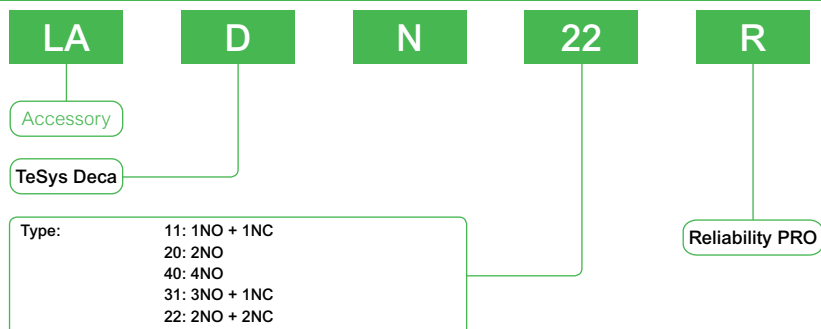 LA D N 22 R
Accessory
TeSys Deca
Type: 11: 1NO + 1NC
20: 2NO
40: 4NO
31: 3NO + 1NC
22: 2NO + 2NC
Reliability PRO